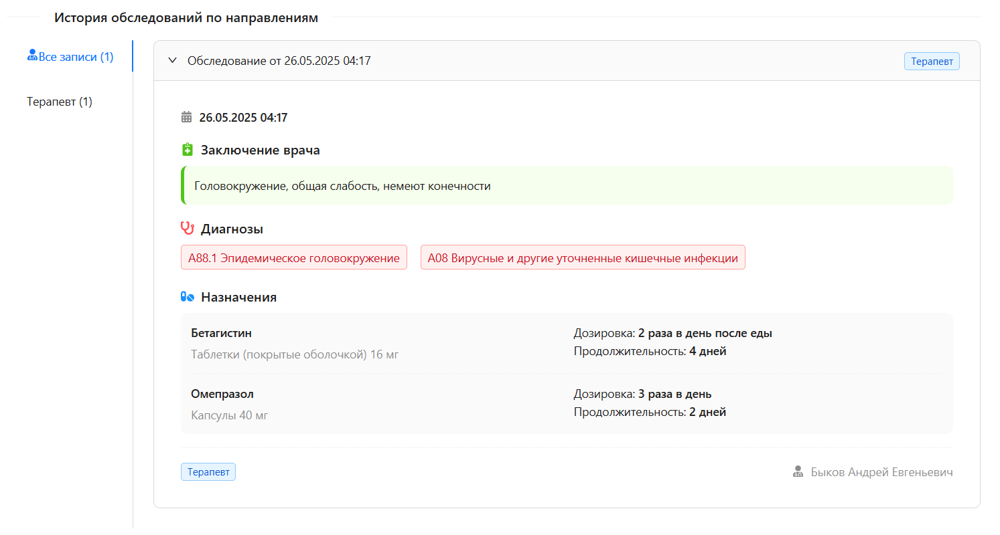 История обследований по направлениям
Все записи (1)
Терапевт (1)
Обследование от 26.05.2025 04:17
Терапевт
26.05.2025 04:17
Заключение врача
Головокружение, общая слабость, немеют конечности
Диагнозы
A88.1 Эпидемическое головокружение
A08 Вирусные и другие уточненные кишечные инфекции
Назначения
Бетагистин
Таблетки (покрытые оболочкой) 16 мг
Дозировка: 2 раза в день после еды
Продолжительность: 4 дней
Омепразол
Капсулы 40 мг
Дозировка: 3 раза в день
Продолжительность: 2 дней
Терапевт
Быков Андрей Евгеньевич